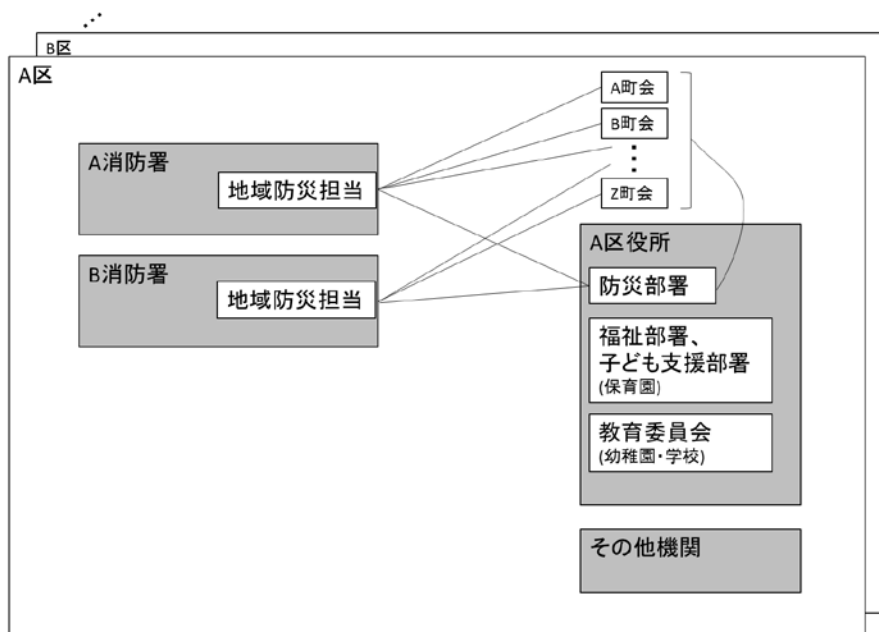 B区
A区
A町会
B町会
Z町会
A消防署
地域防災担当
B消防署
地域防災担当
A区役所
防災部署
福祉部署、
子ども支援部署
(保育園)
教育委員会
(幼稚園・学校)
その他機関